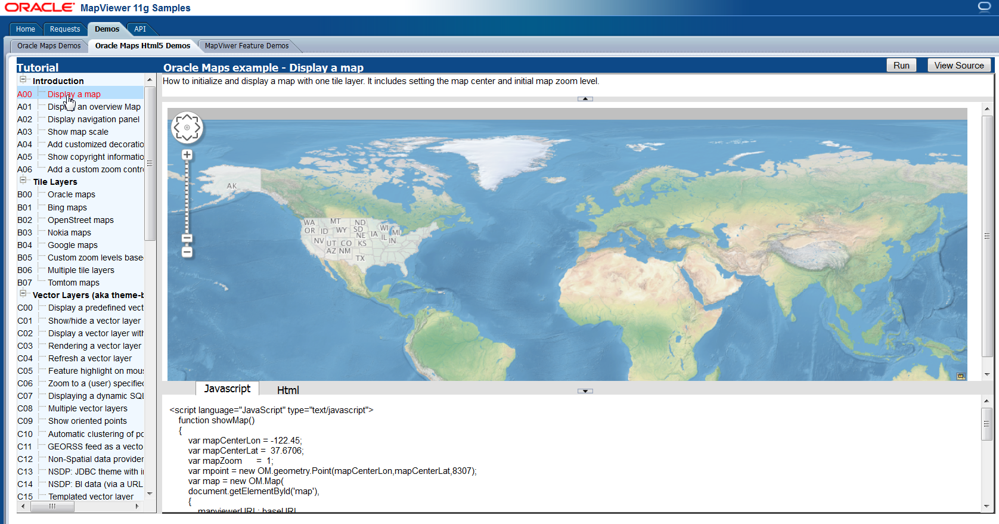 ORACLE MapViewer 11g Samples
Home Requests Demos API
Oracle Maps Demos Oracle Maps Html5 Demos MapViwer Feature Demos
Tutorial
Introduction
A00 Display a map
A01 Display an overview Map
A02 Display navigation panel
A03 Show map scale
A04 Add customized decoratio
A05 Show copyright informatio
A06 Add a custom zoom contr
Tile Layers
B00 Oracle maps
B01 Bing maps
B02 OpenStreet maps
B03 Nokia maps
B04 Google maps
B05 Custom zoom levels base
B06 Multiple tile layers
B07 Tomtom maps
Vector Layers (aka theme-b
C00 Display a predefined vect
C01 Show/hide a vector layer
C02 Display a vector layer with
C03 Rendering a vector layer
C04 Refresh a vector layer
C05 Feature highlight on mou
C06 Zoom to a (user) specified
C07 Displaying a dynamic SQL
C08 Multiple vector layers
C09 Show oriented points
C10 Automatic clustering of po
C11 GEORSS feed as a vecto
C12 Non-Spatial data provider
C13 NSDP: JDBC theme with i
C14 NSDP: BI data (via a URL
C15 Templated vector layer
Oracle Maps example - Display a map
Run View Source
How to initialize and display a map with one tile layer. It includes setting the map center and initial map zoom level.
AK
WA MT ND
OR ID WY SD WI MI
NE IA IL IN
NV UT CO KS
AZ NM
TX
Javascript Html
<script language="JavaScript" type="text/javascript">
function showMap()
{
var mapCenterLon = -122.45;
var mapCenterLat = 37.6706;
var mapZoom = 1;
var mpoint = new OM.geometry.Point(mapCenterLon,mapCenterLat,8307);
var map = new OM.Map(
document.getElementById('map'),
{
mapviewerURL: baseURL